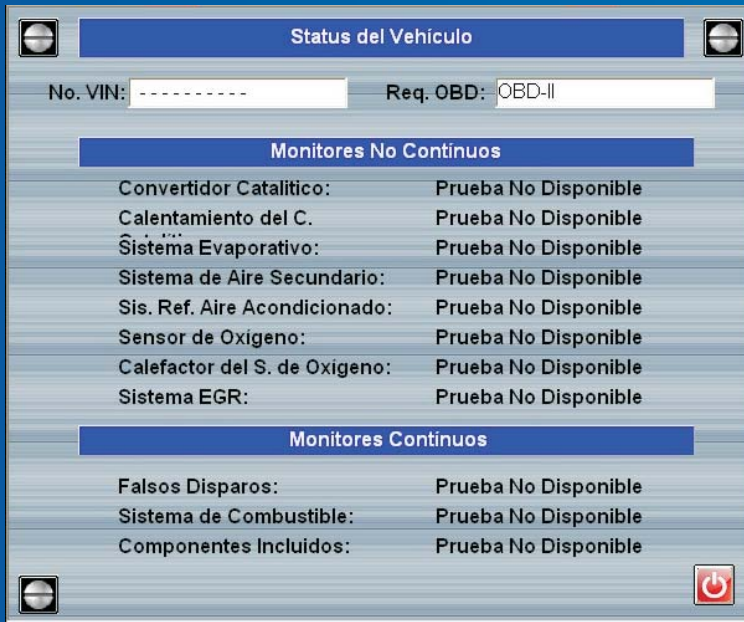 Status del Vehículo
No. VIN: - - - - - - - - - - Req. OBD: OBD-II
Monitores No Contínuos
Convertidor Catalitico: Prueba No Disponible
Calentamiento del C. Prueba No Disponible
Sistema Evaporativo: Prueba No Disponible
Sistema de Aire Secundario: Prueba No Disponible
Sis. Ref. Aire Acondicionado: Prueba No Disponible
Sensor de Oxígeno: Prueba No Disponible
Calefactor del S. de Oxígeno: Prueba No Disponible
Sistema EGR: Prueba No Disponible
Monitores Contínuos
Falsos Disparos: Prueba No Disponible
Sistema de Combustible: Prueba No Disponible
Componentes Incluidos: Prueba No Disponible